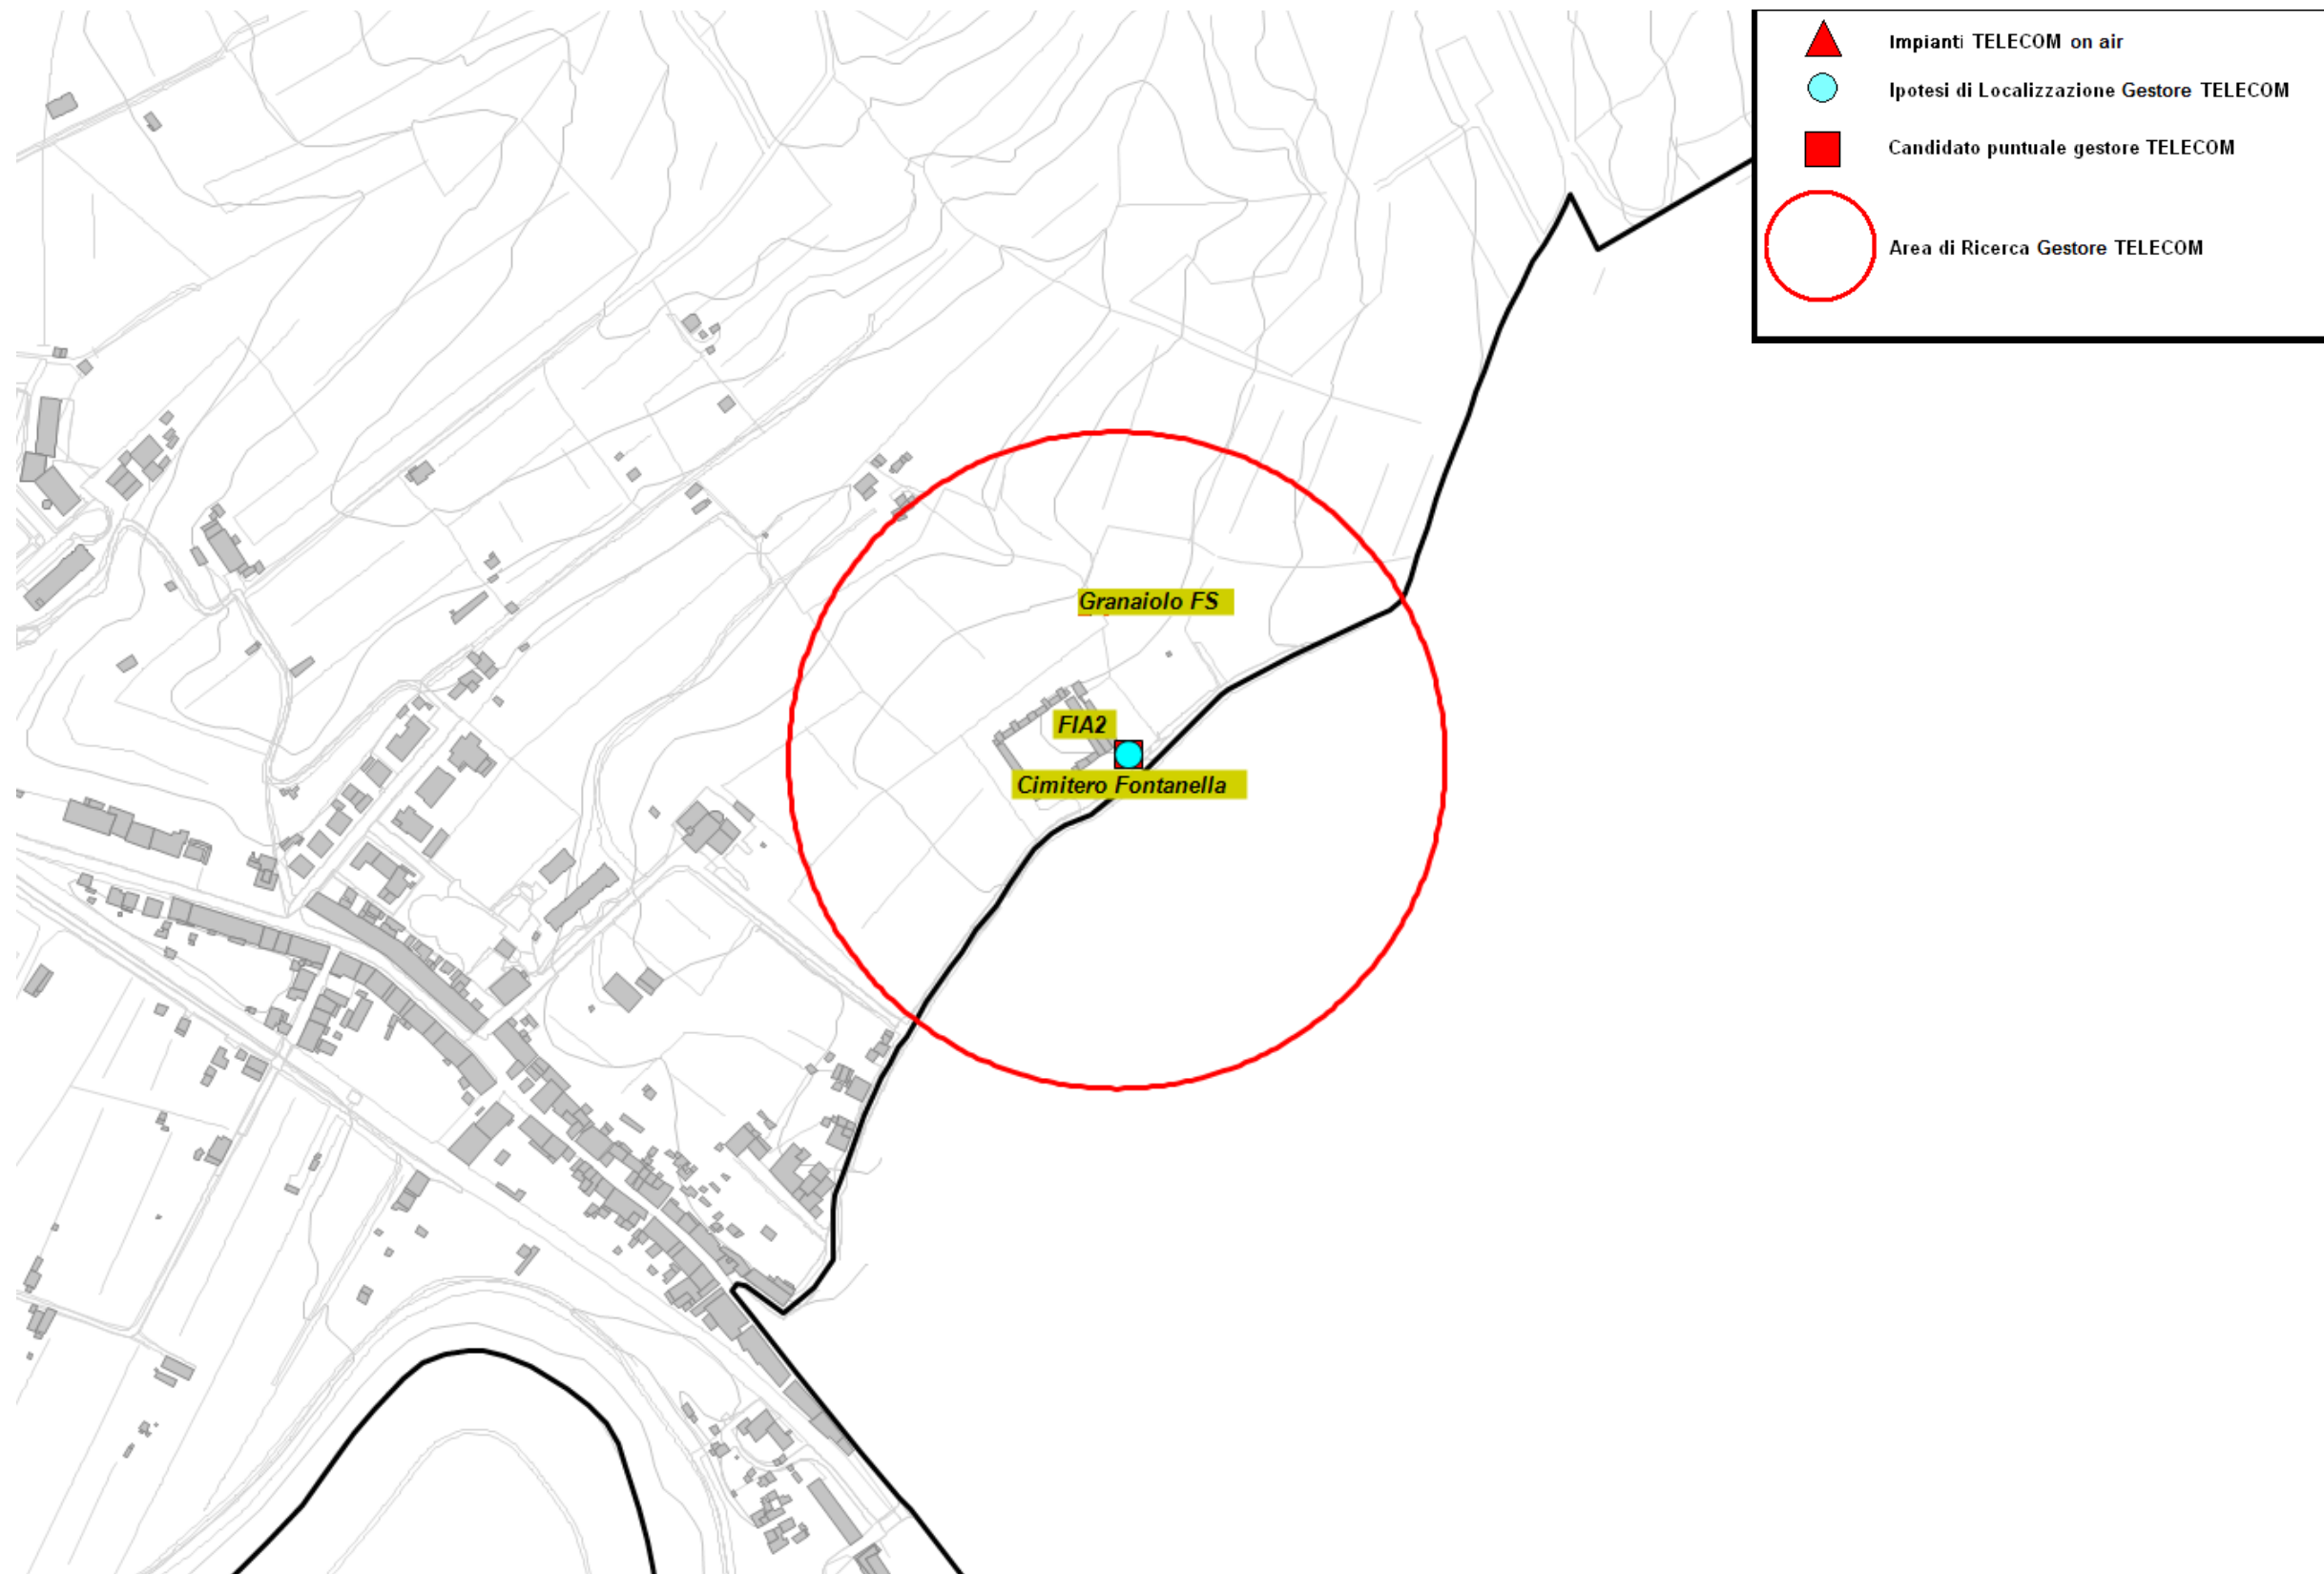 Impianti TELECOM on air
Ipotesi di Localizzazione Gestore TELECOM
Candidato puntuale gestore TELECOM
Area di Ricerca Gestore TELECOM
Granaiolo FS
FIA2
Cimitero Fontanella